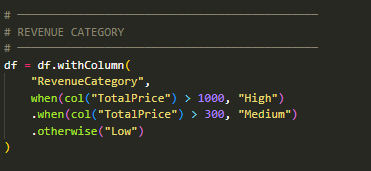 # ────────────────────────────────
# REVENUE CATEGORY
# ────────────────────────────────
df = df.withColumn(
    "RevenueCategory",
    when(col("TotalPrice") > 1000, "High")
    .when(col("TotalPrice") > 300, "Medium")
    .otherwise("Low")
)